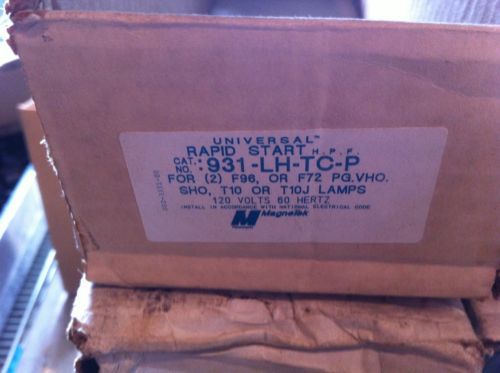 UNIVERSAL™
RAPID START H.P.F.
CAT. NO. 931-LH-TC-P
FOR (2) F96, OR F72 PG.VHO.
SHO, T10 OR T10J LAMPS
120 VOLTS 60 HERTZ
INSTALL IN ACCORDANCE WITH NATIONAL ELECTRICAL CODE
M MagneTek